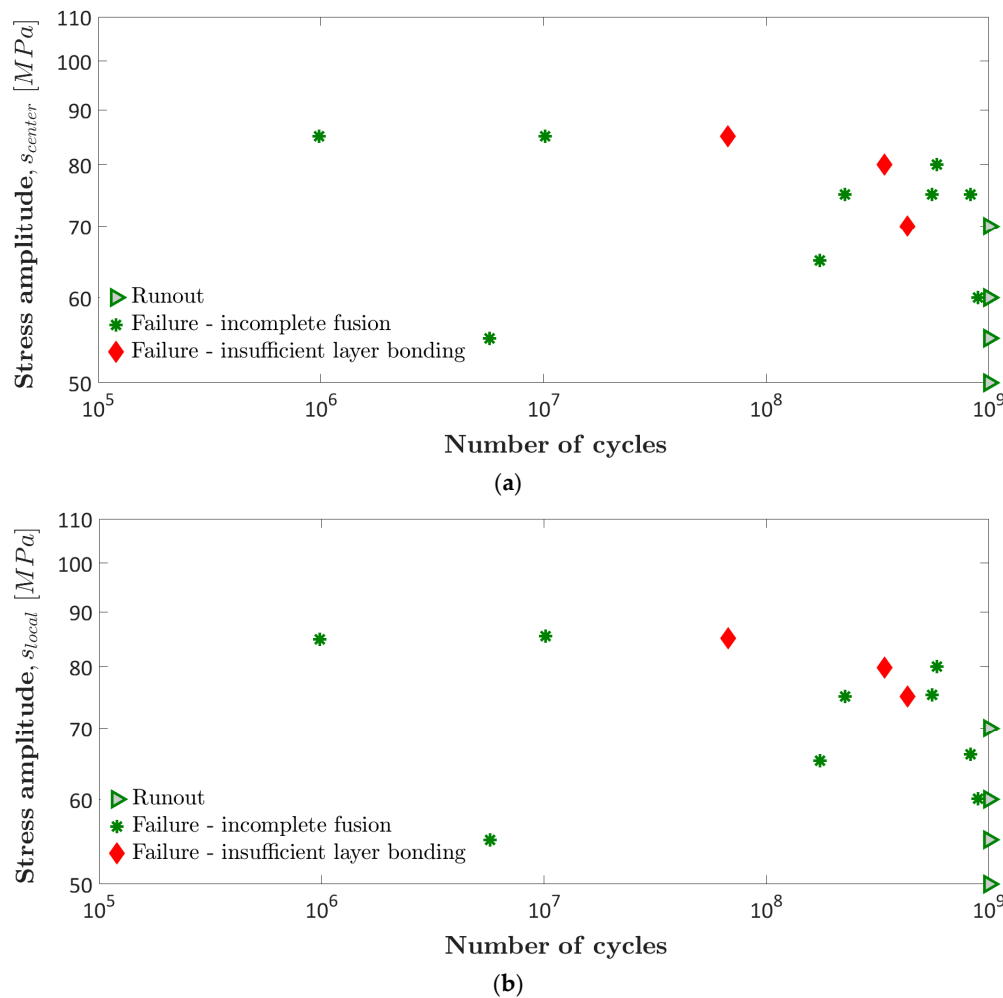 110
100
90
80
70
60
50
Stress amplitude, s_center [MPa]
Runout
Failure - incomplete fusion
Failure - insufficient layer bonding
10^5 10^6 10^7 10^8 10^9
Number of cycles
(a)
110
100
90
80
70
60
50
Stress amplitude, s_local [MPa]
Runout
Failure - incomplete fusion
Failure - insufficient layer bonding
10^5 10^6 10^7 10^8 10^9
Number of cycles
(b)